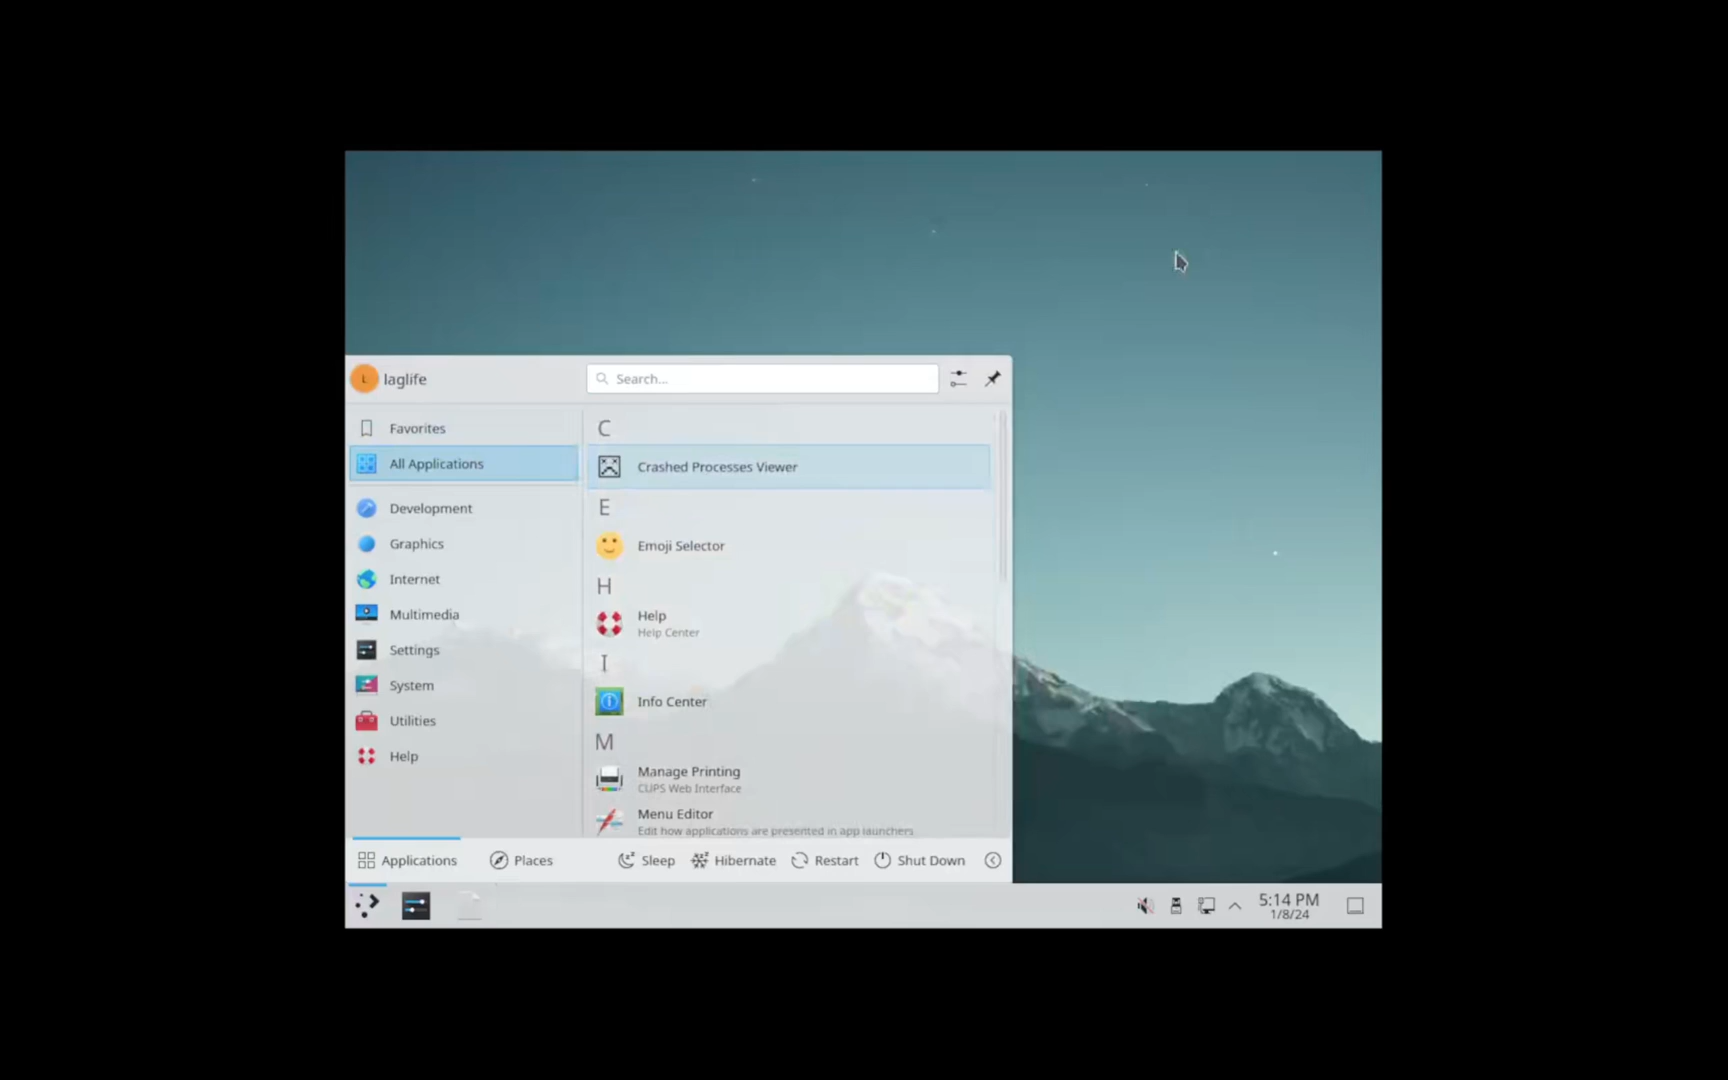 L laglife
Search...
Favorites
All Applications
Development
Graphics
Internet
Multimedia
Settings
System
Utilities
Help
C
Crashed Processes Viewer
E
Emoji Selector
H
Help
Help Center
I
Info Center
M
Manage Printing
CUPS Web Interface
Menu Editor
Edit how applications are presented in app launchers
Applications Places Sleep Hibernate Restart Shut Down
5:14 PM
1/8/24